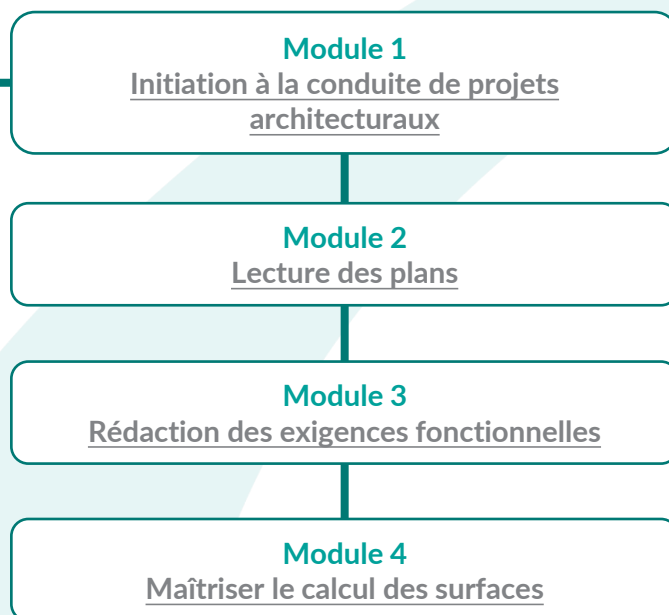 Module 1
Initiation à la conduite de projets
architecturaux
Module 2
Lecture des plans
Module 3
Rédaction des exigences fonctionnelles
Module 4
Maîtriser le calcul des surfaces